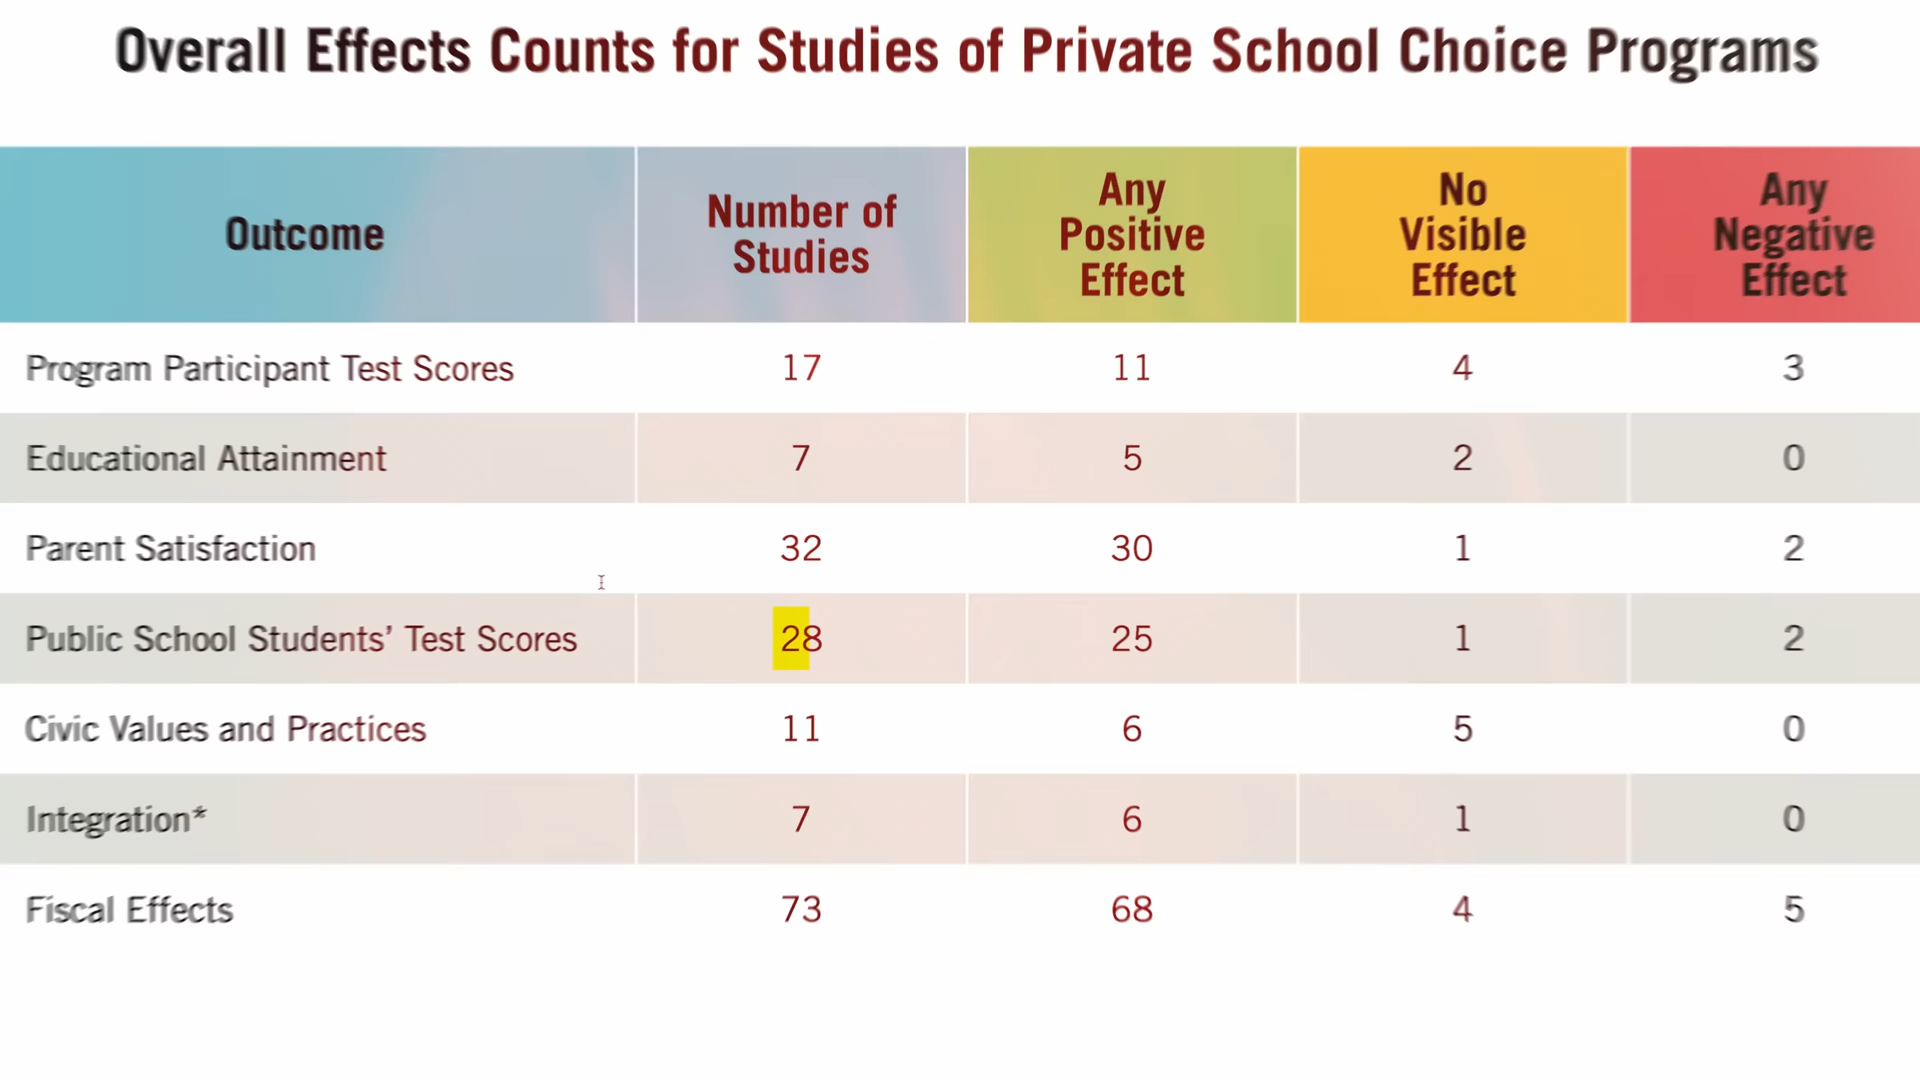 Overall Effects Counts for Studies of Private School Choice Programs
Outcome
Number of
Studies
Any
Positive
Effect
No
Visible
Effect
Any
Negative
Effect
Program Participant Test Scores 17 11 4 3
Educational Attainment 7 5 2 0
Parent Satisfaction 32 30 1 2
Public School Students’ Test Scores 28 25 1 2
Civic Values and Practices 11 6 5 0
Integration* 7 6 1 0
Fiscal Effects 73 68 4 5